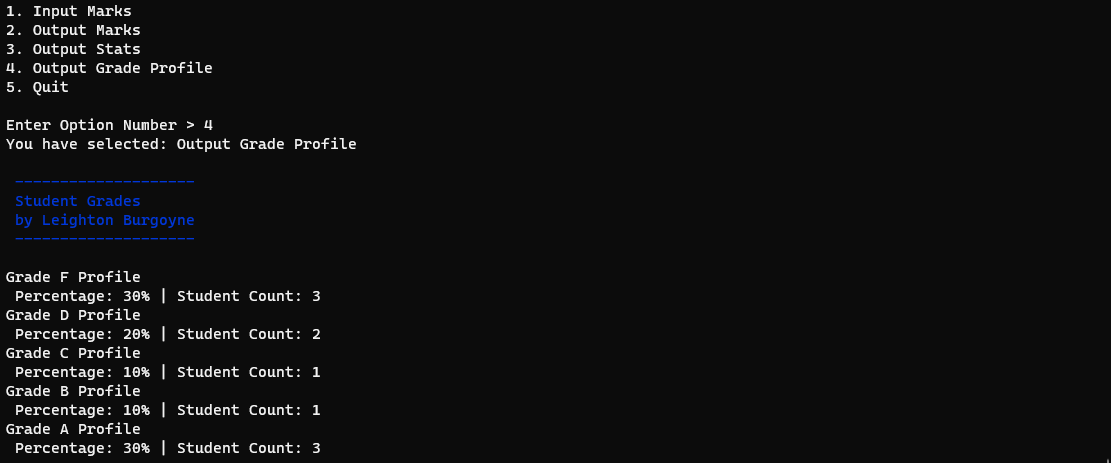 1. Input Marks
2. Output Marks
3. Output Stats
4. Output Grade Profile
5. Quit
Enter Option Number > 4
You have selected: Output Grade Profile
--------------------
Student Grades
by Leighton Burgoyne
--------------------
Grade F Profile
Percentage: 30% | Student Count: 3
Grade D Profile
Percentage: 20% | Student Count: 2
Grade C Profile
Percentage: 10% | Student Count: 1
Grade B Profile
Percentage: 10% | Student Count: 1
Grade A Profile
Percentage: 30% | Student Count: 3